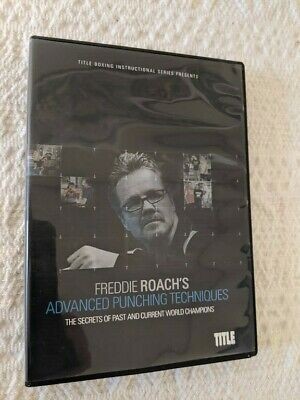 TITLE BOXING INSTRUCTIONAL SERIES PRESENTS
FREDDIE ROACH'S
ADVANCED PUNCHING TECHNIQUES
THE SECRETS OF PAST AND CURRENT WORLD CHAMPIONS
TITLE